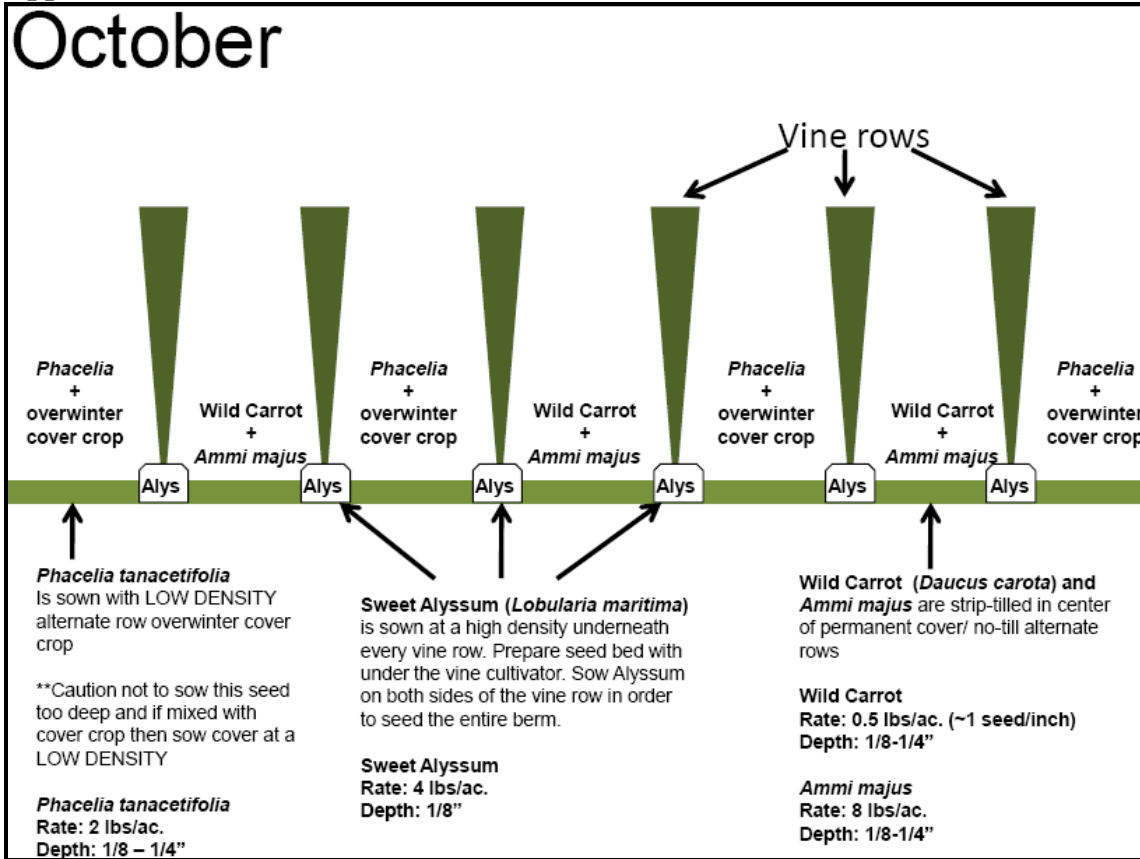 October
Vine rows
Phacelia
+
overwinter
cover crop
Wild Carrot
+
Ammi majus
Phacelia
+
overwinter
cover crop
Wild Carrot
+
Ammi majus
Phacelia
+
overwinter
cover crop
Wild Carrot
+
Ammi majus
Phacelia
+
overwinter
cover crop
Alys
Alys
Alys
Alys
Alys
Alys
Phacelia tanacetifolia
Is sown with LOW DENSITY
alternate row overwinter cover
crop
**Caution not to sow this seed
too deep and if mixed with
cover crop then sow cover at a
LOW DENSITY
Phacelia tanacetifolia
Rate: 2 lbs/ac.
Depth: 1/8 – 1/4”
Sweet Alyssum (Lobularia maritima)
is sown at a high density underneath
every vine row. Prepare seed bed with
under the vine cultivator. Sow Alyssum
on both sides of the vine row in order
to seed the entire berm.
Sweet Alyssum
Rate: 4 lbs/ac.
Depth: 1/8”
Wild Carrot (Daucus carota) and
Ammi majus are strip-tilled in center
of permanent cover/ no-till alternate
rows
Wild Carrot
Rate: 0.5 lbs/ac. (~1 seed/inch)
Depth: 1/8-1/4”
Ammi majus
Rate: 8 lbs/ac.
Depth: 1/8-1/4”